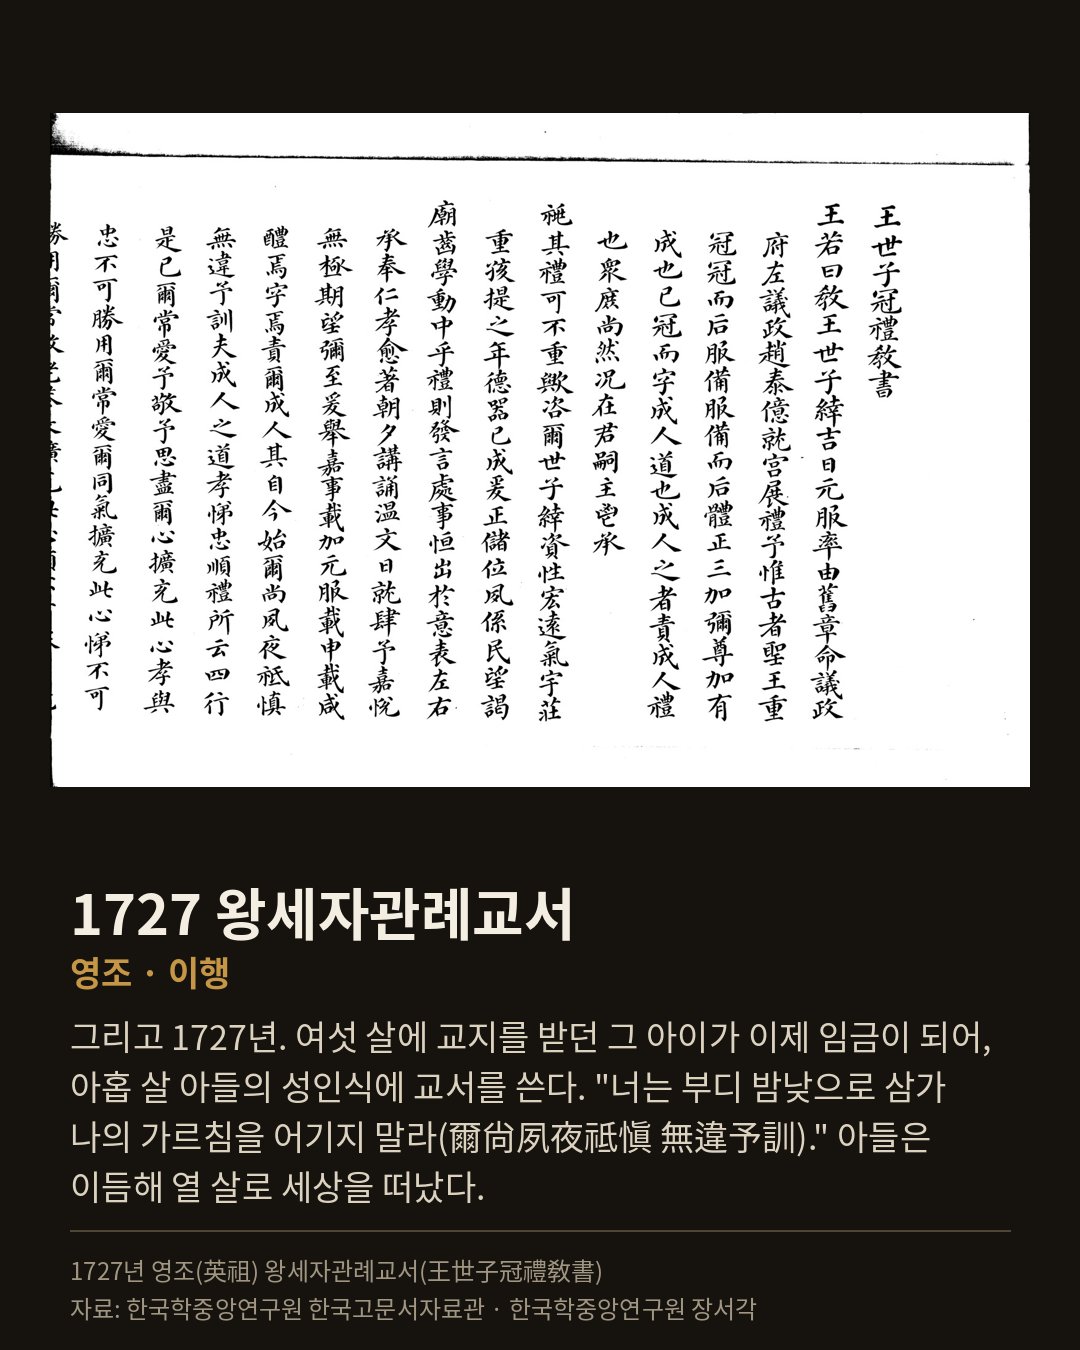 王世子冠禮敎書
王若曰敎王世子緈吉日元服率由舊章命議政
府左議政趙泰億就宮展禮予惟古者聖王重
冠冠而后服備服備而后體正三加彌尊加有
成也已冠而字成人道也成人之者責成人禮
也衆庶尚然况在君嗣主鬯承
祧其禮可不重歟咨爾世子緈資性宏遠氣宇莊
重孩提之年德器已成爰正儲位夙係民望謁
廟齒學動中乎禮則發言處事恒出於意表左右
承奉仁孝愈著朝夕講誦温文日就肆予嘉悅
無極期望彌至爰舉嘉事載加元服載申載咸
醴焉字焉責爾成人其自今始爾尚夙夜祗愼
無違予訓夫成人之道孝悌忠順禮所云四行
是已爾常愛予敬予思盡爾心擴充此心孝與
忠不可勝用爾常愛爾同氣擴充此心悌不可
1727 왕세자관례교서
영조 · 이행
그리고 1727년. 여섯 살에 교지를 받던 그 아이가 이제 임금이 되어,
아홉 살 아들의 성인식에 교서를 쓴다. "너는 부디 밤낮으로 삼가
나의 가르침을 어기지 말라(爾尙夙夜祗愼 無違予訓)." 아들은
이듬해 열 살로 세상을 떠났다.
1727년 영조(英祖) 왕세자관례교서(王世子冠禮敎書)
자료: 한국학중앙연구원 한국고문서자료관 · 한국학중앙연구원 장서각